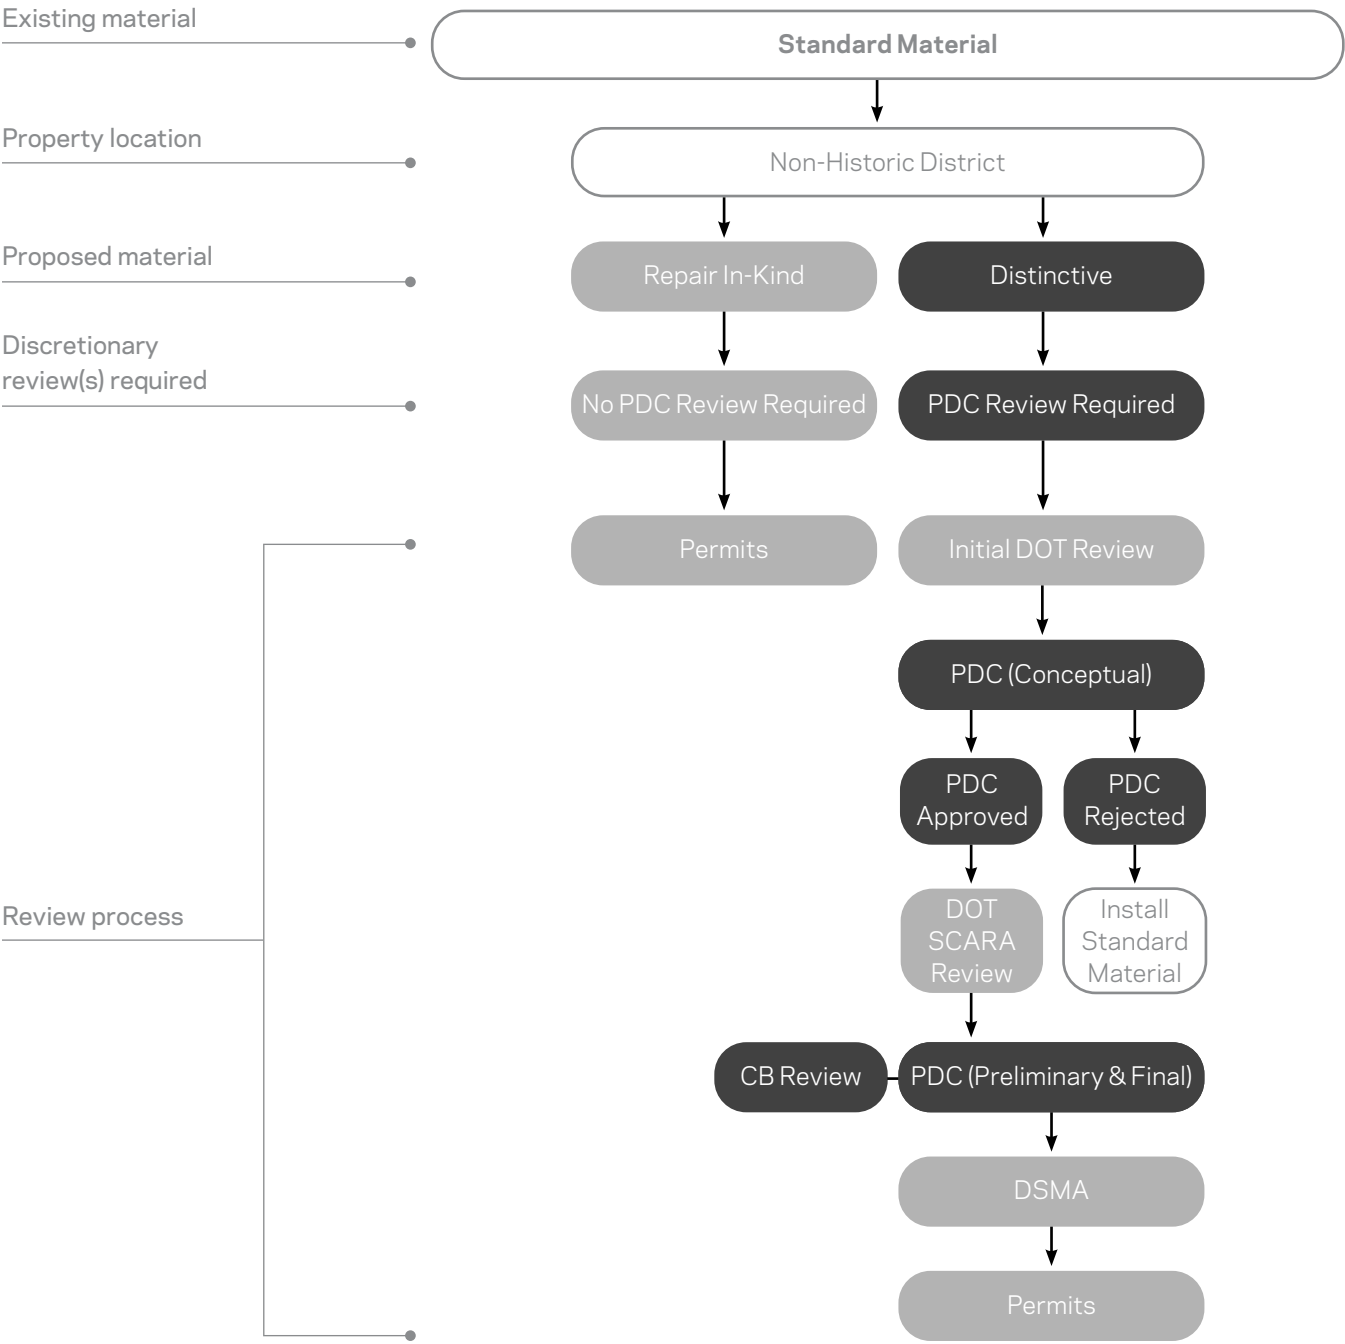 Existing material
Standard Material
Property location
Non-Historic District
Proposed material
Repair In-Kind
Distinctive
Discretionary
review(s) required
No PDC Review Required
PDC Review Required
Permits
Initial DOT Review
PDC (Conceptual)
PDC
Approved
PDC
Rejected
Review process
DOT
SCARA
Review
Install
Standard
Material
CB Review
PDC (Preliminary & Final)
DSMA
Permits